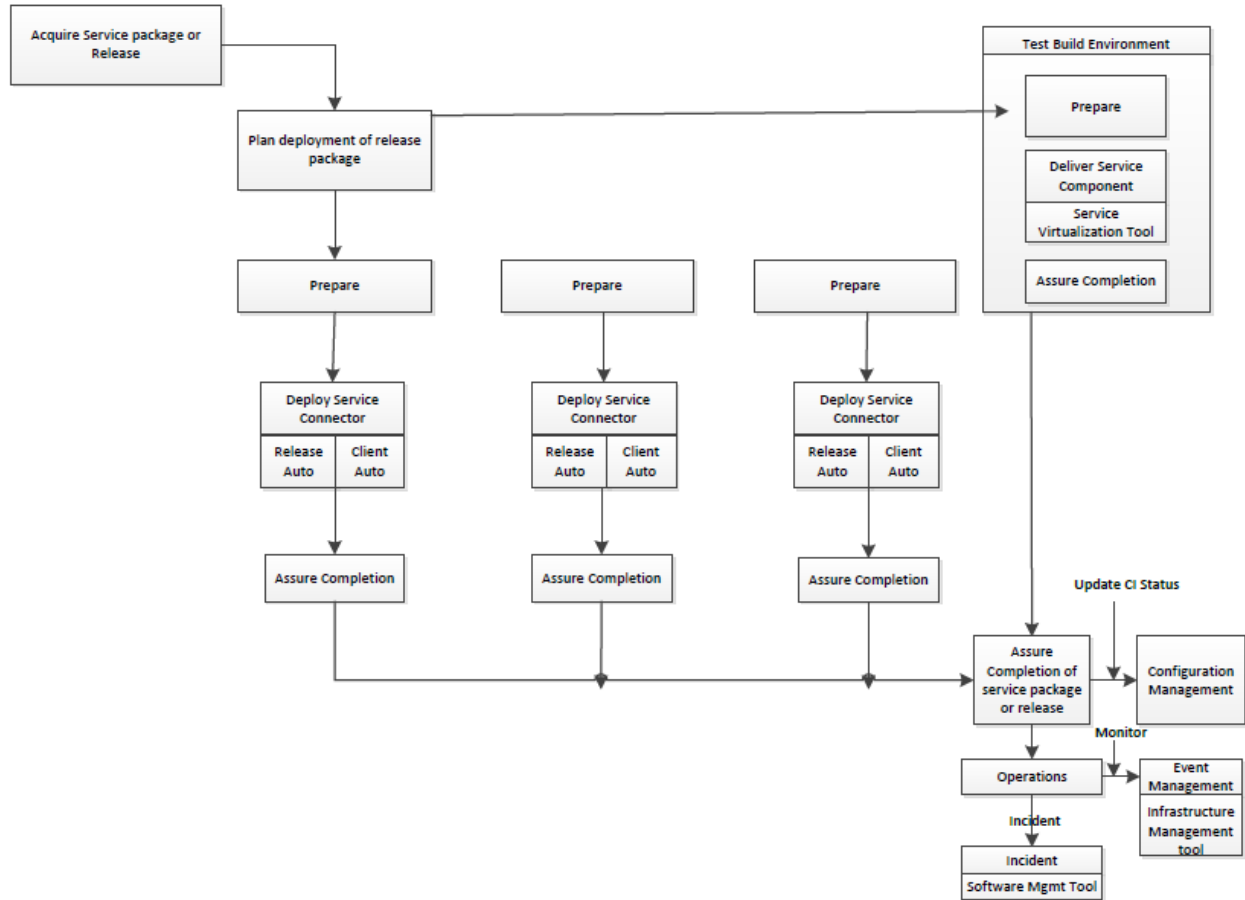 Acquire Service package or
Release
Test Build Environment
Prepare
Plan deployment of release
package
Deliver Service
Component
Service
Virtualization Tool
Prepare
Prepare
Prepare
Assure Completion
Deploy Service
Connector
Release
Auto
Client
Auto
Deploy Service
Connector
Release
Auto
Client
Auto
Deploy Service
Connector
Release
Auto
Client
Auto
Assure Completion
Assure Completion
Assure Completion
Update CI Status
Assure
Completion of
service package
or release
Configuration
Management
Monitor
Operations
Event
Management
Infrastructure
Management
tool
Incident
Incident
Software Mgmt Tool